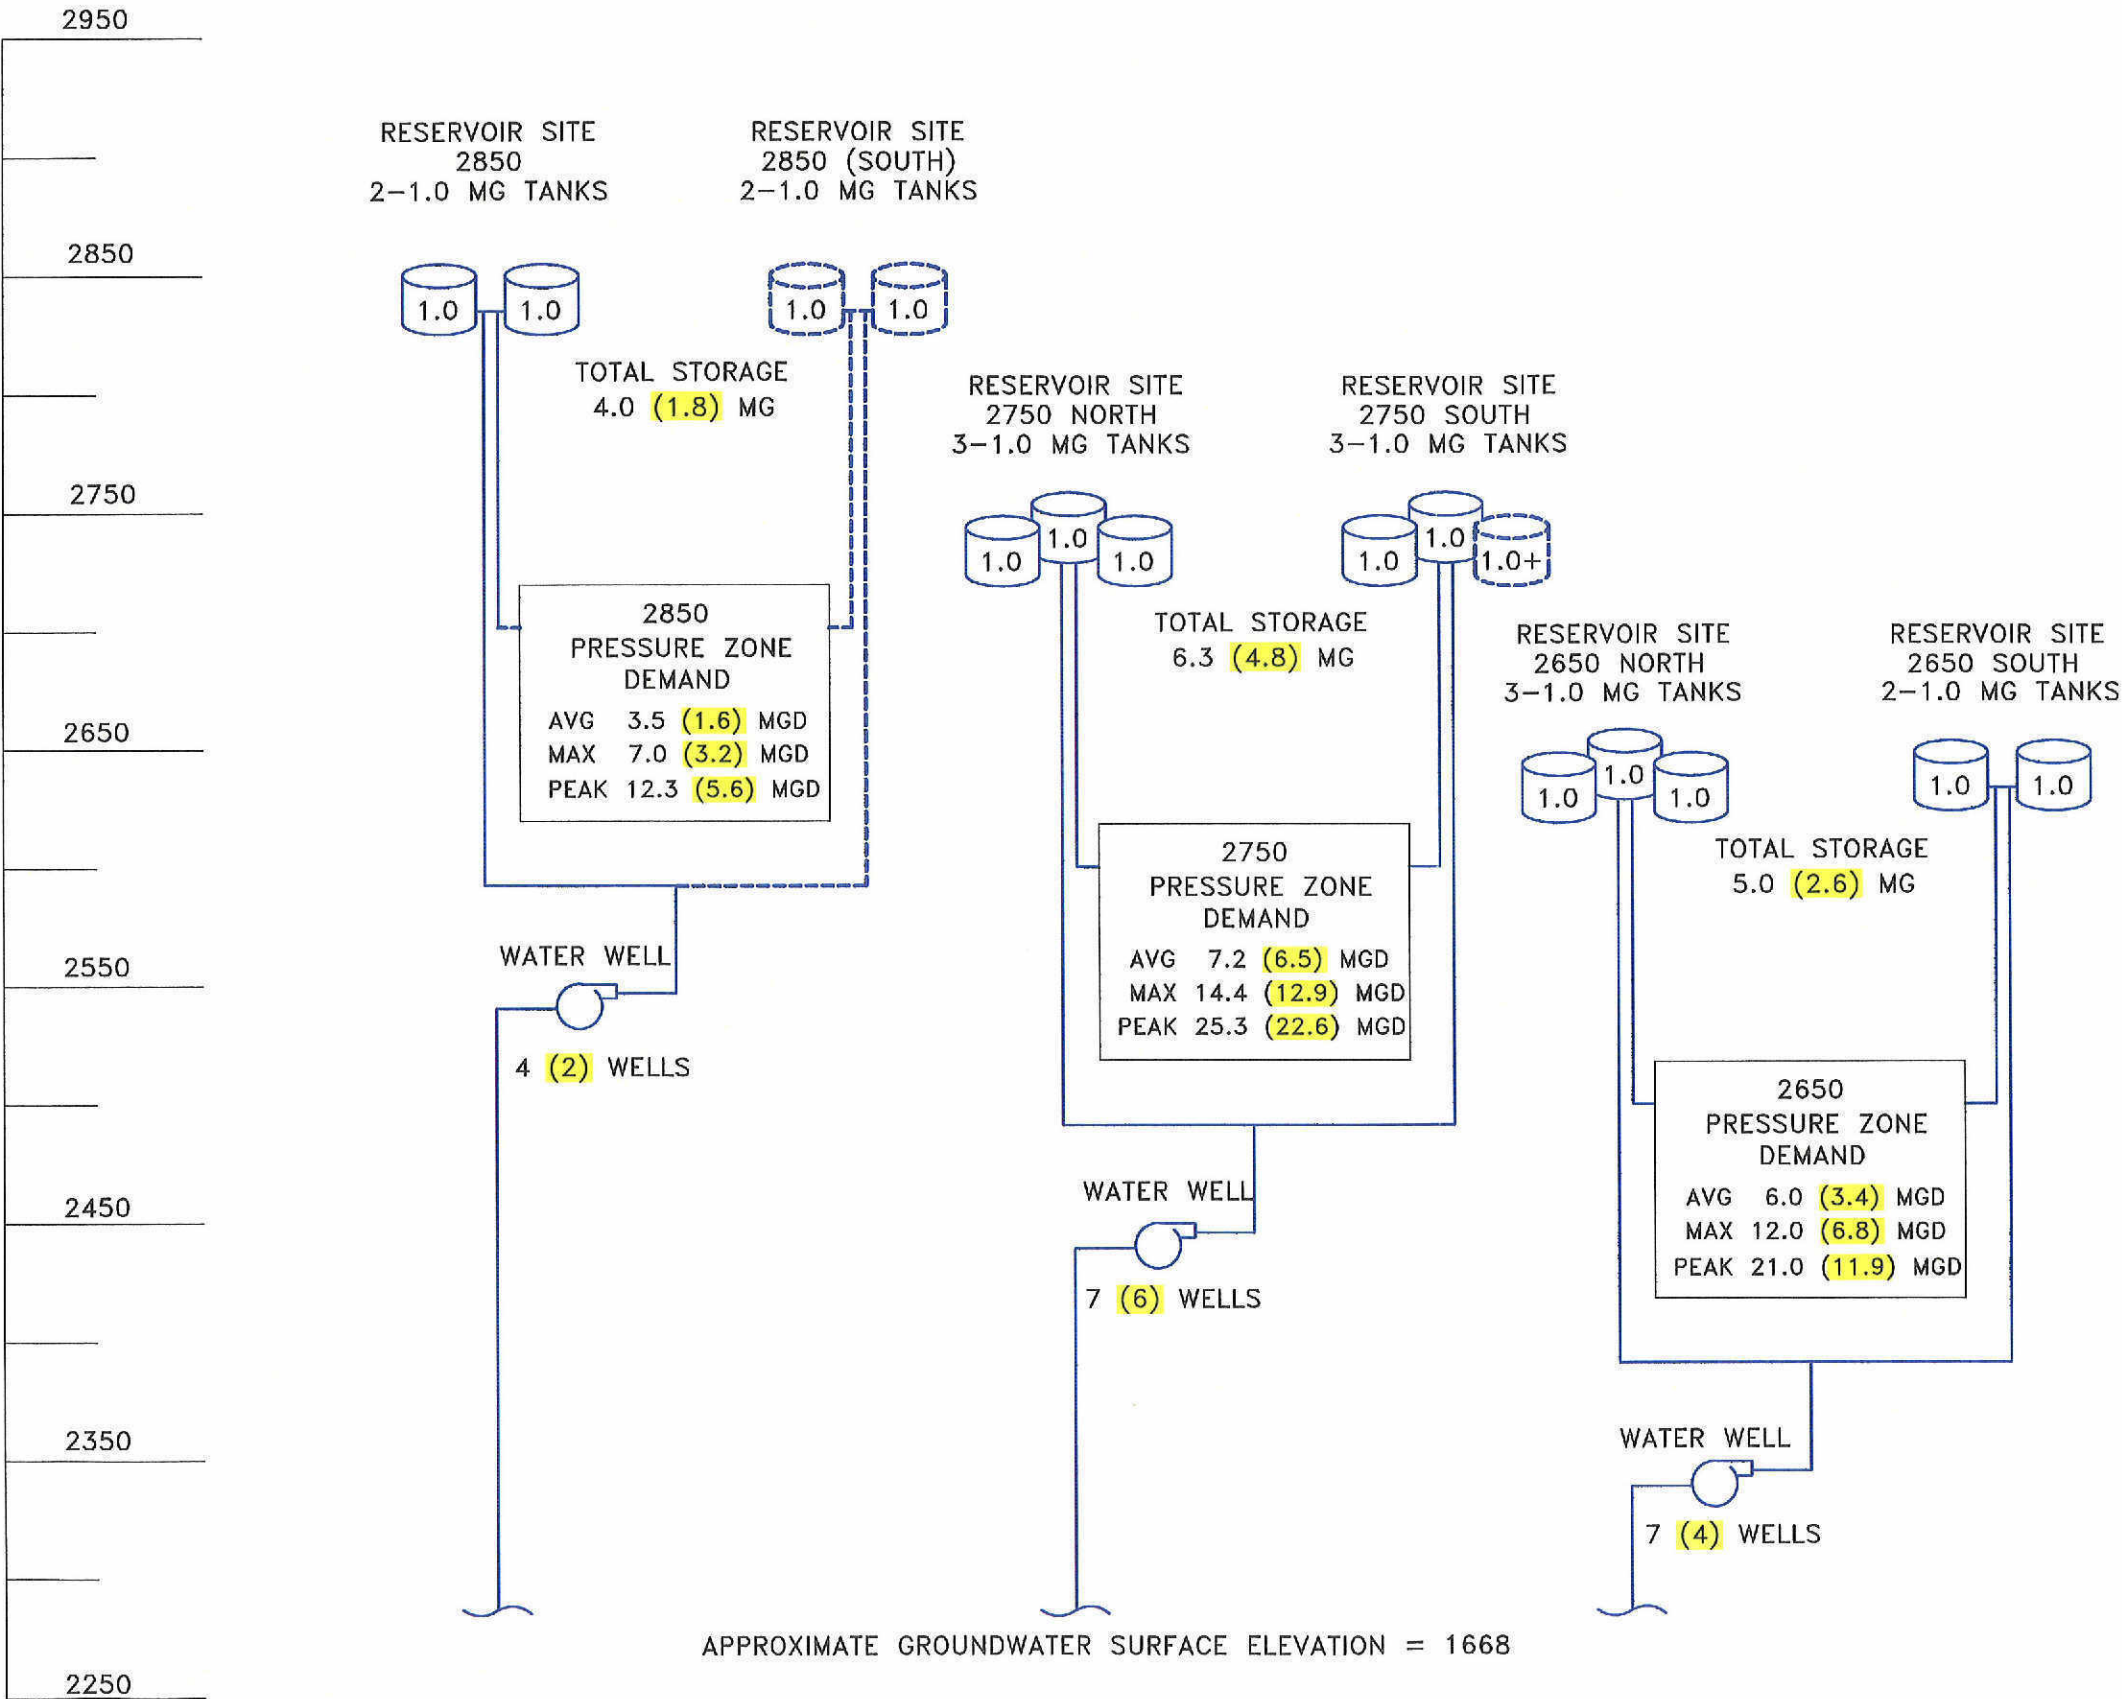 2950
2850
2750
2650
2550
2450
2350
2250
RESERVOIR SITE
2850
2-1.0 MG TANKS
RESERVOIR SITE
2850 (SOUTH)
2-1.0 MG TANKS
1.0
1.0
1.0
1.0
TOTAL STORAGE
4.0 (1.8) MG
2850
PRESSURE ZONE
DEMAND
AVG 3.5 (1.6) MGD
MAX 7.0 (3.2) MGD
PEAK 12.3 (5.6) MGD
WATER WELL
4 (2) WELLS
RESERVOIR SITE
2750 NORTH
3-1.0 MG TANKS
RESERVOIR SITE
2750 SOUTH
3-1.0 MG TANKS
1.0
1.0
1.0
1.0
1.0
1.0+
TOTAL STORAGE
6.3 (4.8) MG
2750
PRESSURE ZONE
DEMAND
AVG 7.2 (6.5) MGD
MAX 14.4 (12.9) MGD
PEAK 25.3 (22.6) MGD
WATER WELL
7 (6) WELLS
RESERVOIR SITE
2650 NORTH
3-1.0 MG TANKS
RESERVOIR SITE
2650 SOUTH
2-1.0 MG TANKS
1.0
1.0
1.0
1.0
1.0
TOTAL STORAGE
5.0 (2.6) MG
2650
PRESSURE ZONE
DEMAND
AVG 6.0 (3.4) MGD
MAX 12.0 (6.8) MGD
PEAK 21.0 (11.9) MGD
WATER WELL
7 (4) WELLS
APPROXIMATE GROUNDWATER SURFACE ELEVATION = 1668